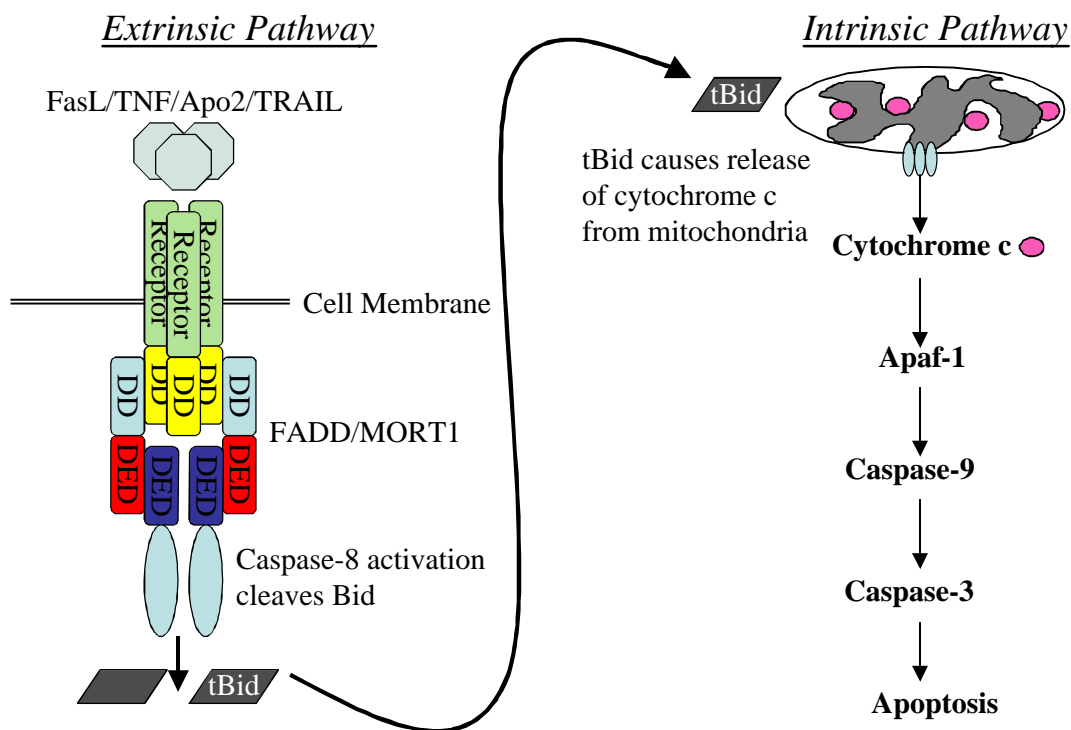 Extrinsic Pathway
FasL/TNF/Apo2/TRAIL
Receptor
Receptor
Receptor
Cell Membrane
DD
DD
DD
DD
DD
FADD/MORT1
DED
DED
DED
DED
Caspase-8 activation
cleaves Bid
tBid
Intrinsic Pathway
tBid
tBid causes release
of cytochrome c
from mitochondria
Cytochrome c
Apaf-1
Caspase-9
Caspase-3
Apoptosis